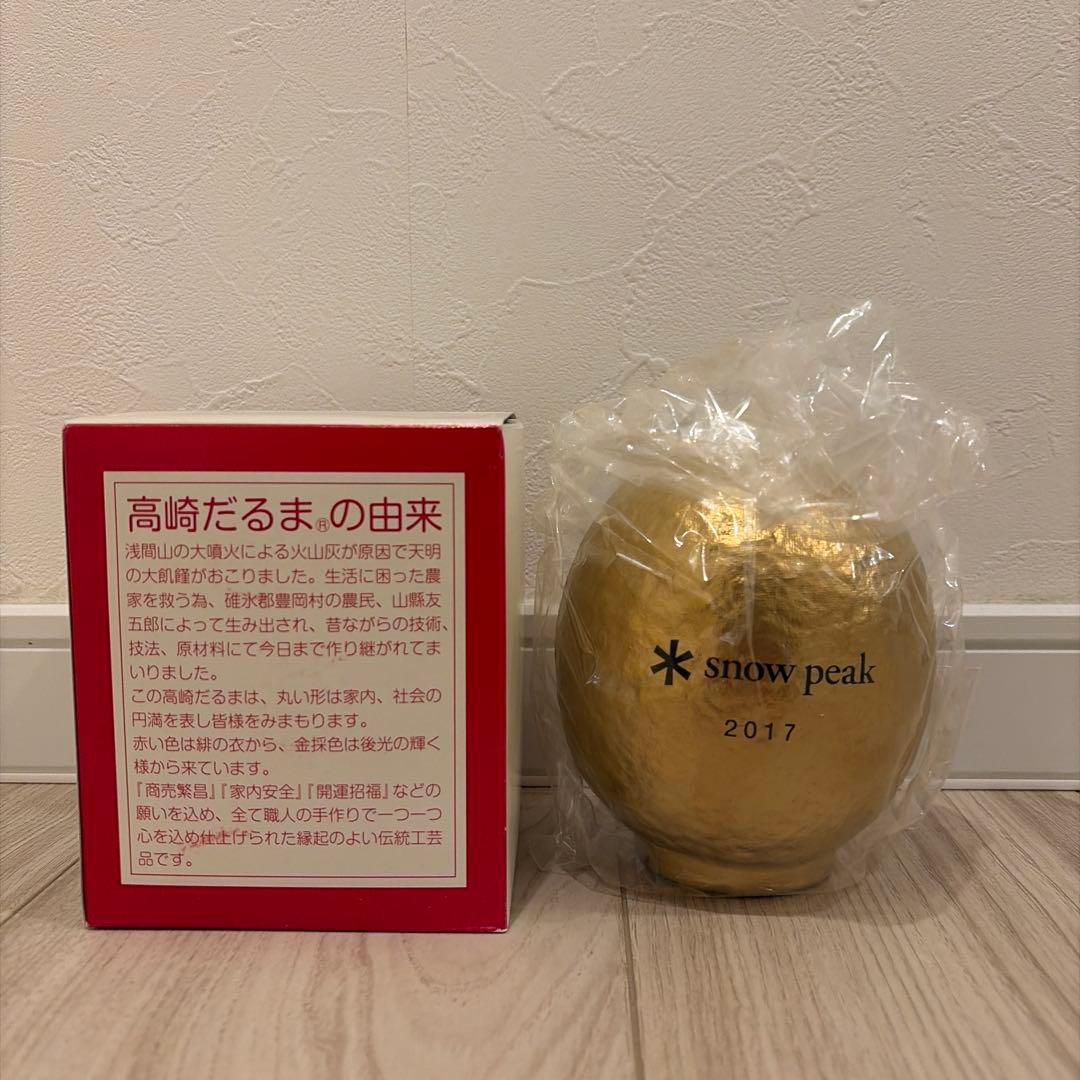 高崎だるま®の由来
浅間山の大噴火による火山灰が原因で天明
の大飢饉がおこりました。生活に困った農
家を救う為、碓氷郡豊岡村の農民、山縣友
五郎によって生み出され、昔ながらの技術、
技法、原材料にて今日まで作り継がれてま
いりました。
この高崎だるまは、丸い形は家内、社会の
円満を表し皆様をみまもります。
赤い色は緋の衣から、金採色は後光の輝く
様から来ています。
『商売繁昌』『家内安全』『開運招福』などの
願いを込め、全て職人の手作りで一つ一つ
心を込め仕上げられた縁起のよい伝統工芸
品です。
snow peak
2017